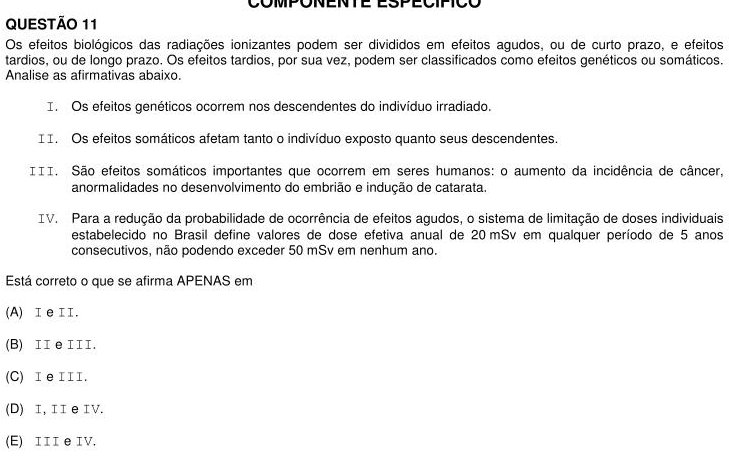 COMPONENTE ESPECÍFICO
QUESTÃO 11
Os efeitos biológicos das radiações ionizantes podem ser divididos em efeitos agudos, ou de curto prazo, e efeitos
tardios, ou de longo prazo. Os efeitos tardios, por sua vez, podem ser classificados como efeitos genéticos ou somáticos.
Analise as afirmativas abaixo.
I. Os efeitos genéticos ocorrem nos descendentes do indivíduo irradiado.
II. Os efeitos somáticos afetam tanto o indivíduo exposto quanto seus descendentes.
III. São efeitos somáticos importantes que ocorrem em seres humanos: o aumento da incidência de câncer,
anormalidades no desenvolvimento do embrião e indução de catarata.
IV. Para a redução da probabilidade de ocorrência de efeitos agudos, o sistema de limitação de doses individuais
estabelecido no Brasil define valores de dose efetiva anual de 20 mSv em qualquer período de 5 anos
consecutivos, não podendo exceder 50 mSv em nenhum ano.
Está correto o que se afirma APENAS em
(A) I e II.
(B) II e III.
(C) I e III.
(D) I, II e IV.
(E) III e IV.